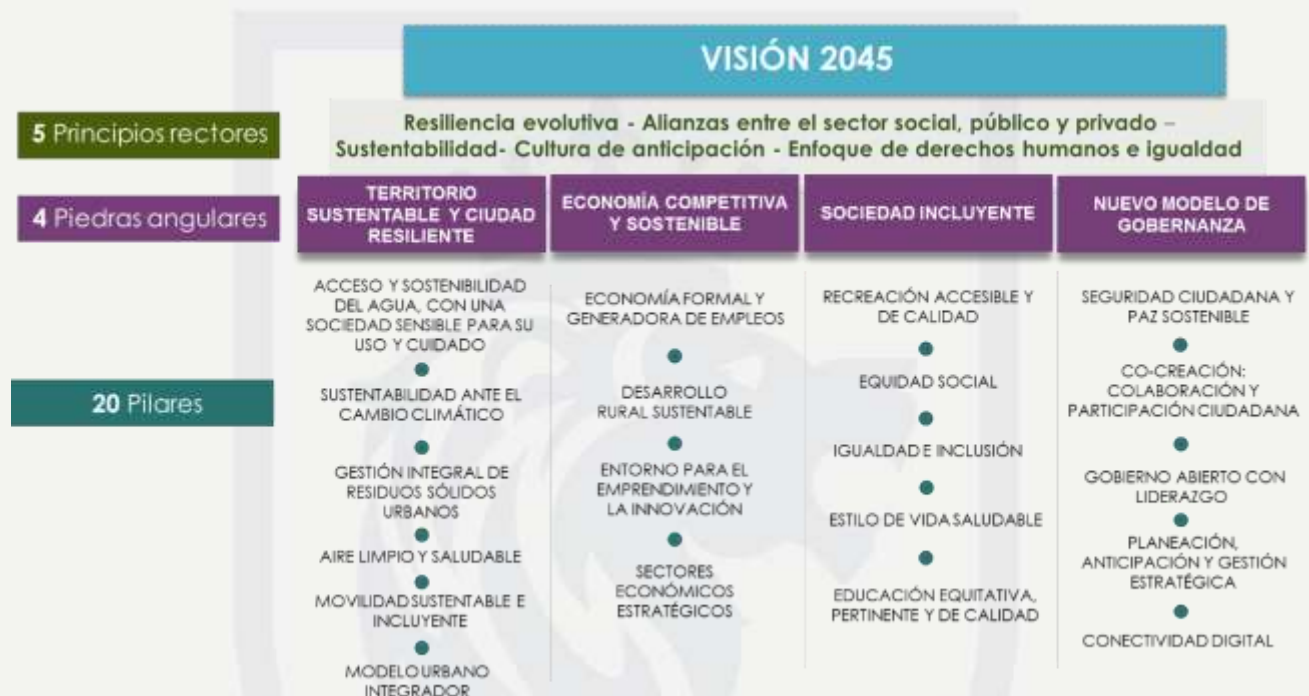 VISIÓN 2045
5 Principios rectores
Resiliencia evolutiva - Alianzas entre el sector social, público y privado –
Sustentabilidad- Cultura de anticipación - Enfoque de derechos humanos e igualdad
4 Piedras angulares
TERRITORIO
SUSTENTABLE Y CIUDAD
RESILIENTE
ECONOMÍA COMPETITIVA
Y SOSTENIBLE
SOCIEDAD INCLUYENTE
NUEVO MODELO DE
GOBERNANZA
20 Pilares
ACCESO Y SOSTENIBILIDAD
DEL AGUA, CON UNA
SOCIEDAD SENSIBLE PARA SU
USO Y CUIDADO
SUSTENTABILIDAD ANTE EL
CAMBIO CLIMÁTICO
GESTIÓN INTEGRAL DE
RESIDUOS SÓLIDOS
URBANOS
AIRE LIMPIO Y SALUDABLE
MOVILIDAD SUSTENTABLE E
INCLUYENTE
MODELO URBANO
INTEGRADOR
ECONOMÍA FORMAL Y
GENERADORA DE EMPLEOS
DESARROLLO
RURAL SUSTENTABLE
ENTORNO PARA EL
EMPRENDIMIENTO Y
LA INNOVACIÓN
SECTORES
ECONÓMICOS
ESTRATÉGICOS
RECREACIÓN ACCESIBLE Y
DE CALIDAD
EQUIDAD SOCIAL
IGUALDAD E INCLUSIÓN
ESTILO DE VIDA SALUDABLE
EDUCACIÓN EQUITATIVA,
PERTINENTE Y DE CALIDAD
SEGURIDAD CIUDADANA Y
PAZ SOSTENIBLE
CO-CREACIÓN:
COLABORACIÓN Y
PARTICIPACIÓN CIUDADANA
GOBIERNO ABIERTO CON
LIDERAZGO
PLANEACIÓN,
ANTICIPACIÓN Y GESTIÓN
ESTRATÉGICA
CONECTIVIDAD DIGITAL